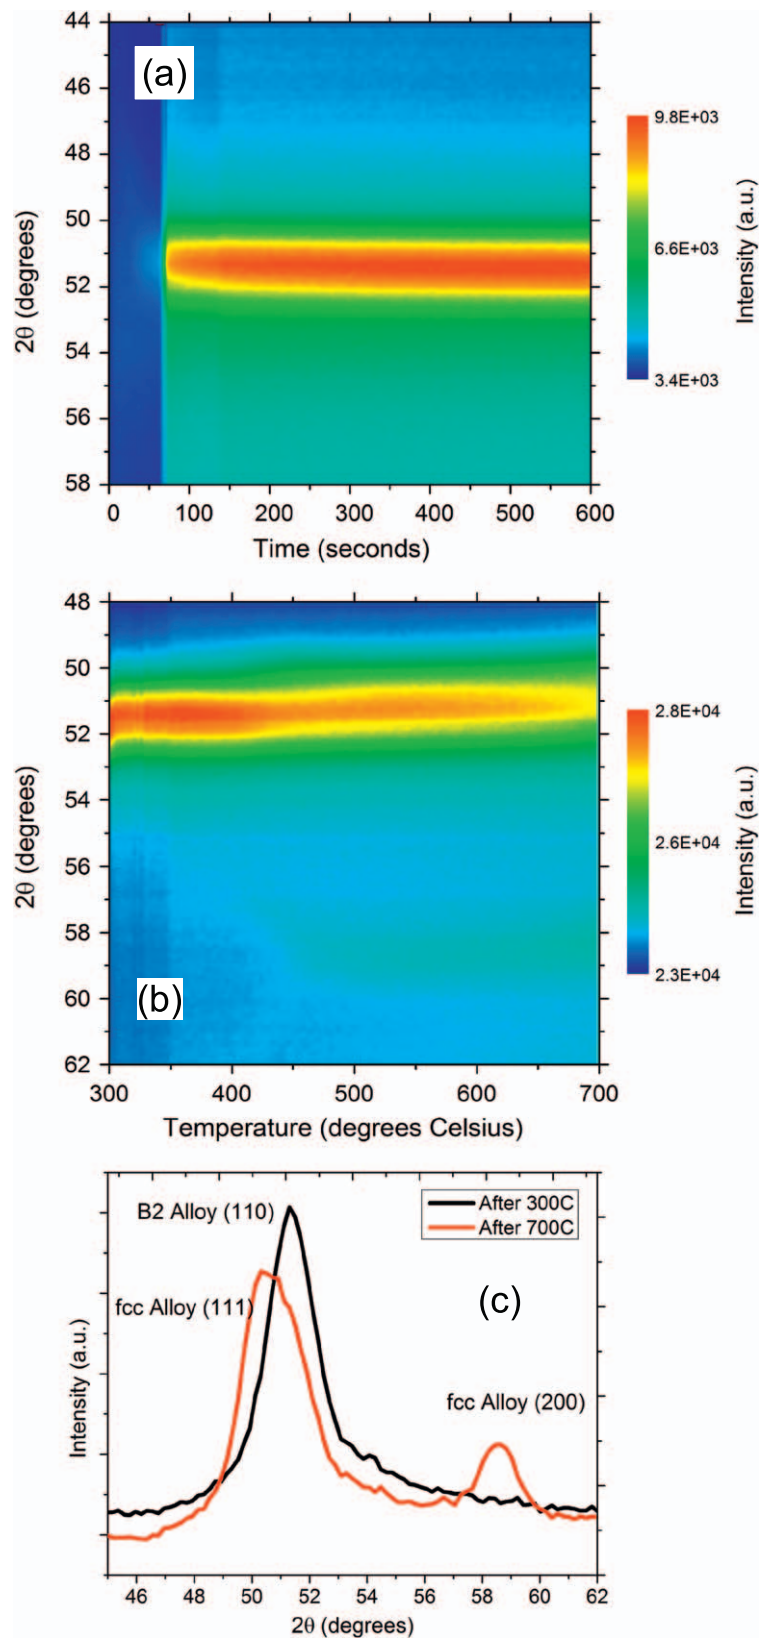 (a)
44
46
48
50
52
54
56
58
2θ (degrees)
0 100 200 300 400 500 600
Time (seconds)
9.8E+03
6.6E+03
3.4E+03
Intensity (a.u.)
(b)
48
50
52
54
56
58
60
62
2θ (degrees)
300 400 500 600 700
Temperature (degrees Celsius)
2.8E+04
2.6E+04
2.3E+04
Intensity (a.u.)
B2 Alloy (110)
After 300C
After 700C
fcc Alloy (111)
(c)
fcc Alloy (200)
Intensity (a.u.)
46 48 50 52 54 56 58 60 62
2θ (degrees)